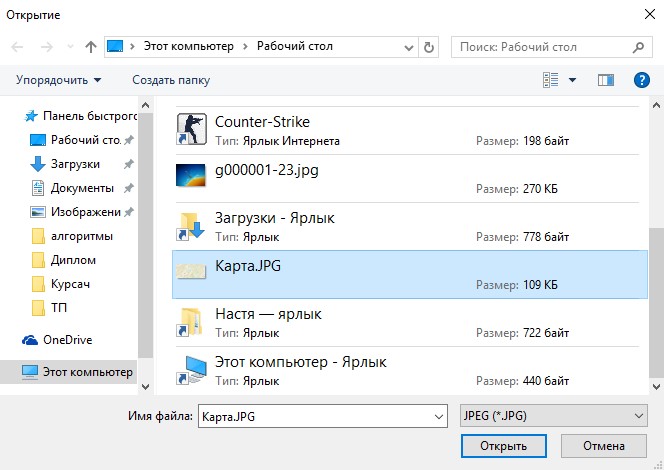 Открытие
Этот компьютер
Рабочий стол
Поиск: Рабочий стол
Упорядочить
Создать папку
Панель быстрого
Рабочий сто.
Загрузки
Документы
Изображени
алгоритмы
Диплом
Курсач
ТП
OneDrive
Этот компьютер
Counter-Strike
Тип: Ярлык Интернета
Размер: 198 байт
g000001-23.jpg
Размер: 270 КБ
Загрузки - Ярлык
Тип: Ярлык
Размер: 778 байт
Карта.JPG
Размер: 109 КБ
Настя — ярлык
Тип: Ярлык
Размер: 722 байт
Этот компьютер - Ярлык
Тип: Ярлык
Размер: 440 байт
Имя файла:
Карта.JPG
JPEG (*.JPG)
Открыть
Отмена